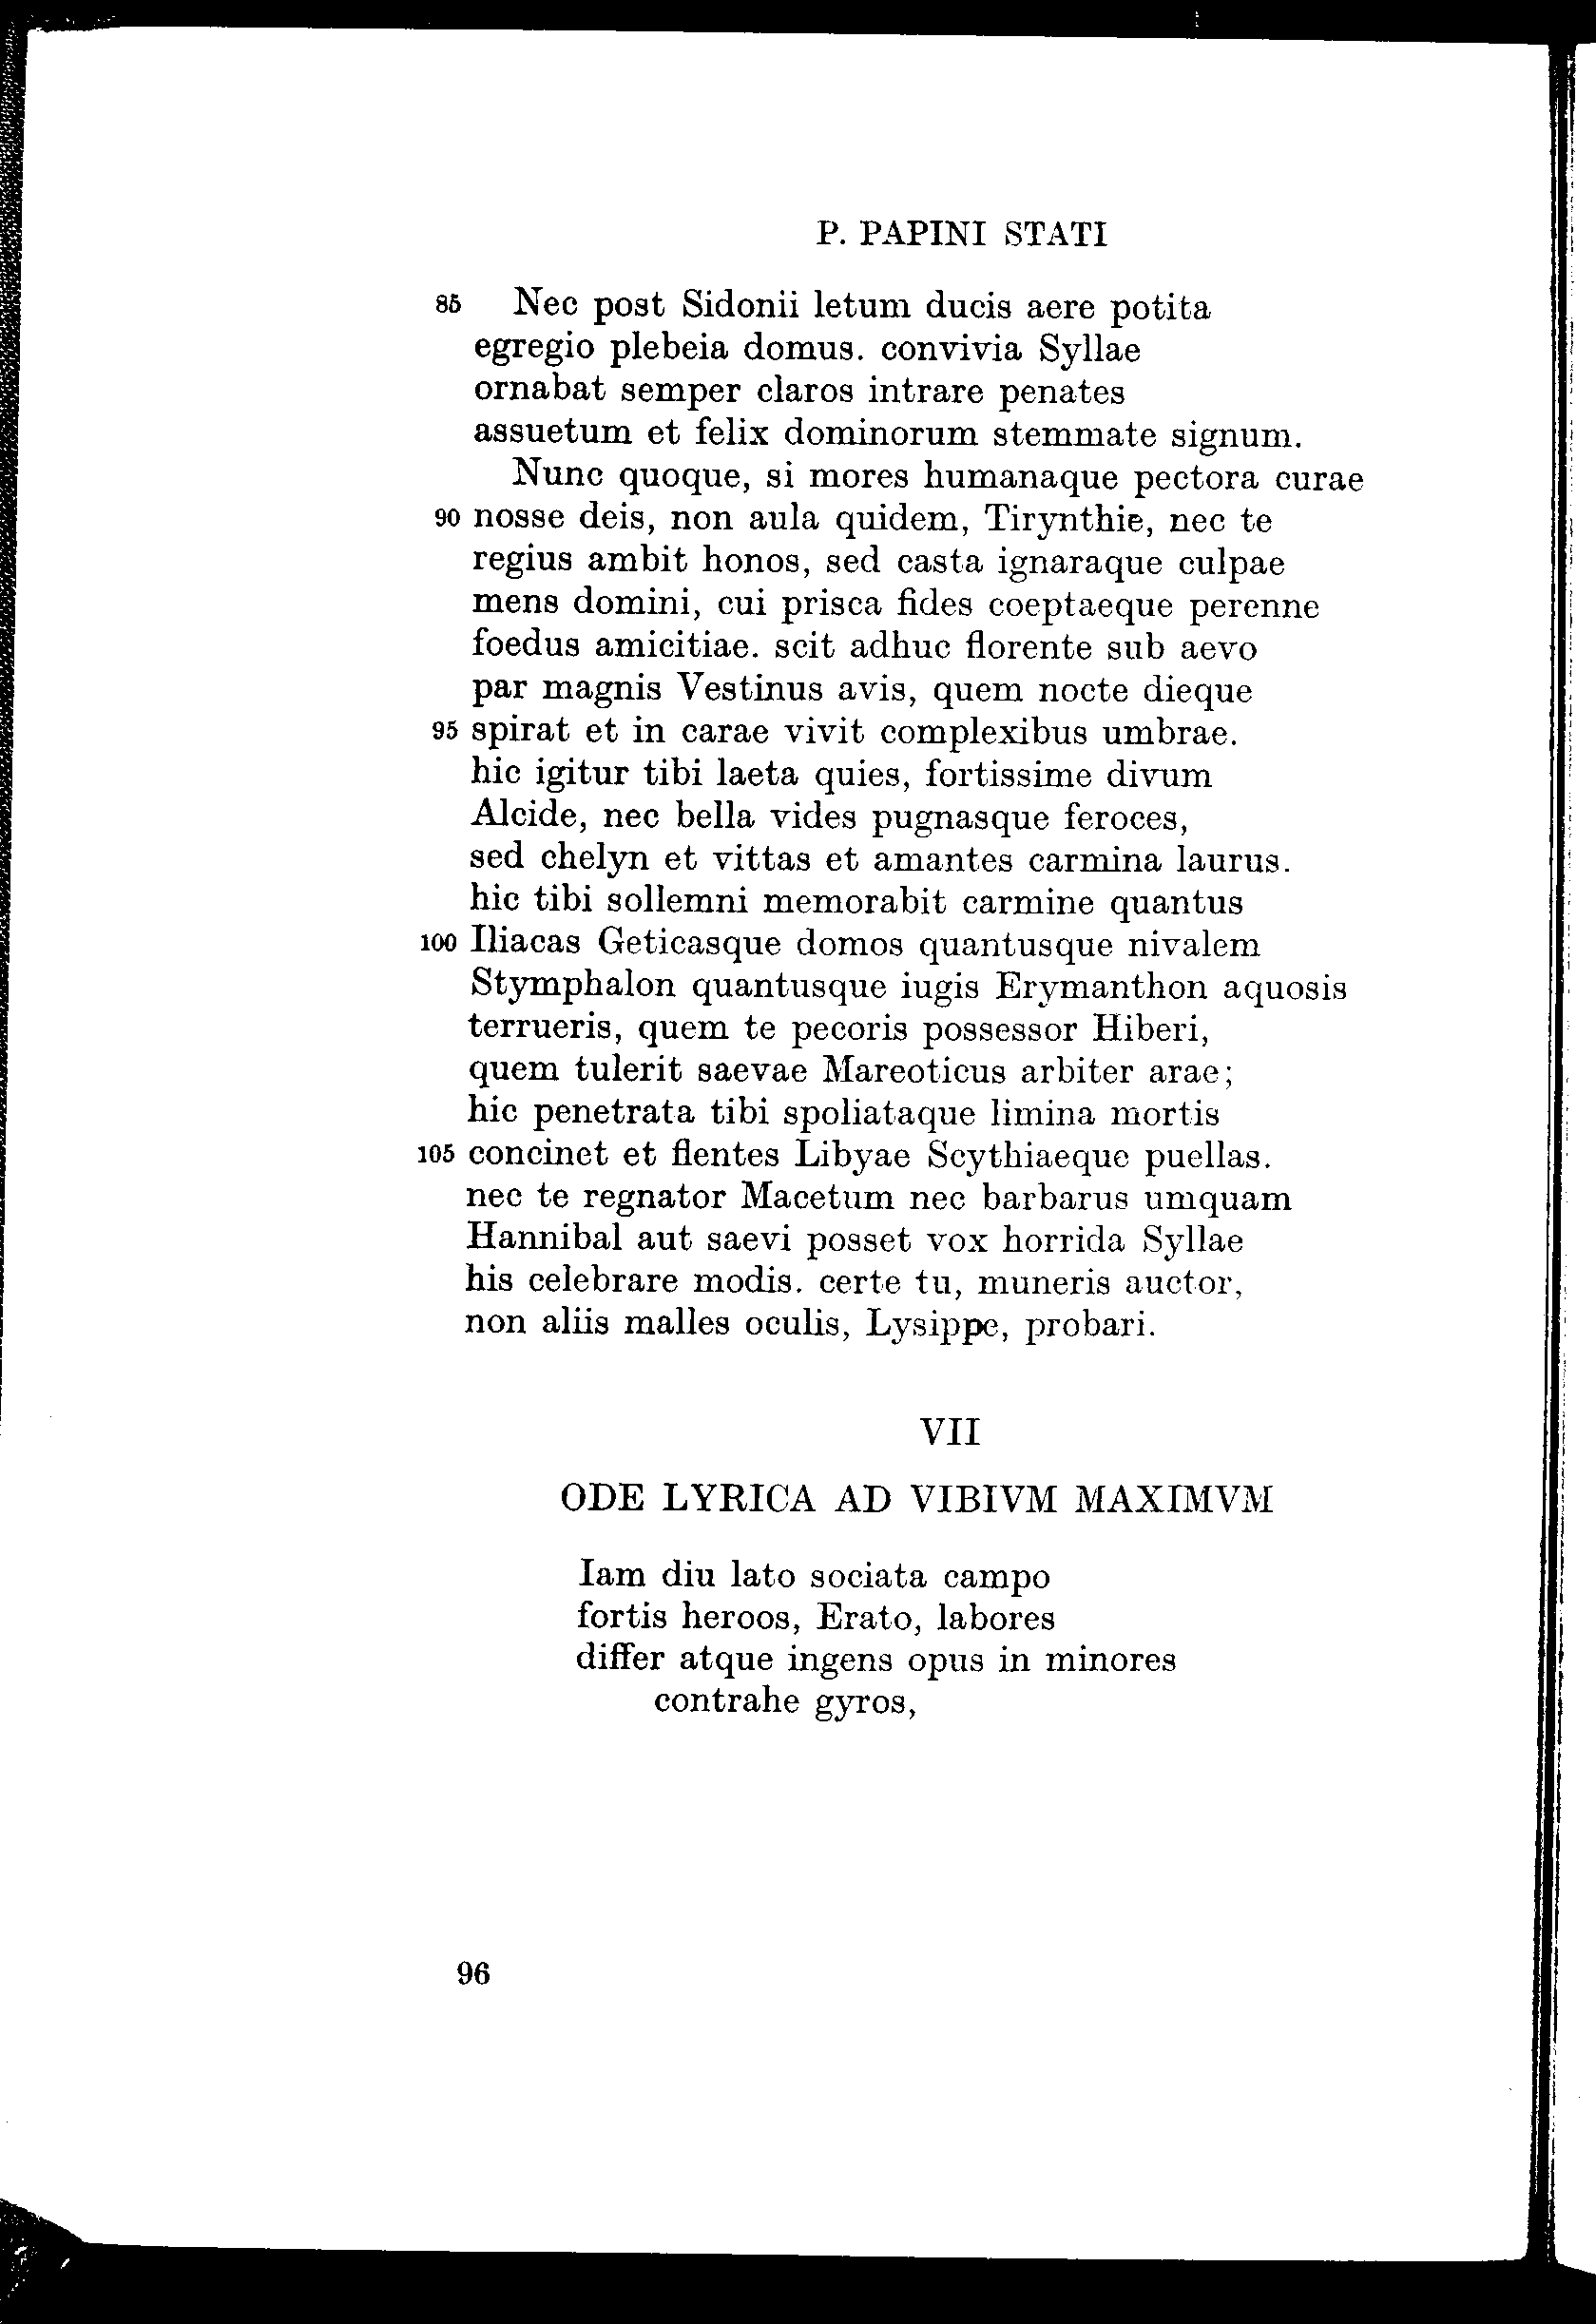 P. PAPINI STATI
85 Nec post Sidonii letum ducis aere potita
egregio plebeia domus. convivia Syllae
ornabat semper claros intrare penates
assuetum et felix dominorum stemmate signum.
Nunc quoque, si mores humanaque pectora curae
90 nosse deis, non aula quidem, Tirynthie, nec te
regius ambit honos, sed casta ignaraque culpae
mens domini, cui prisca fides coeptaeque perenne
foedus amicitiae. scit adhuc florente sub aevo
par magnis Vestinus avis, quem nocte dieque
95 spirat et in carae vivit complexibus umbrae.
hic igitur tibi laeta quies, fortissime divum
Alcide, nec bella vides pugnasque feroces,
sed chelyn et vittas et amantes carmina laurus.
hic tibi sollemni memorabit carmine quantus
100 Iliacas Geticasque domos quantusque nivalem
Stymphalon quantusque iugis Erymanthon aquosis
terrueris, quem te pecoris possessor Hiberi,
quem tulerit saevae Mareoticus arbiter arae;
hic penetrata tibi spoliataque limina mortis
105 concinet et flentes Libyae Scythiaeque puellas.
nec te regnator Macetum nec barbarus umquam
Hannibal aut saevi posset vox horrida Syllae
his celebrare modis. certe tu, muneris auctor,
non aliis malles oculis, Lysippe, probari.
VII
ODE LYRICA AD VIBIVM MAXIMVM
Iam diu lato sociata campo
fortis heroos, Erato, labores
differ atque ingens opus in minores
contrahe gyros,
96